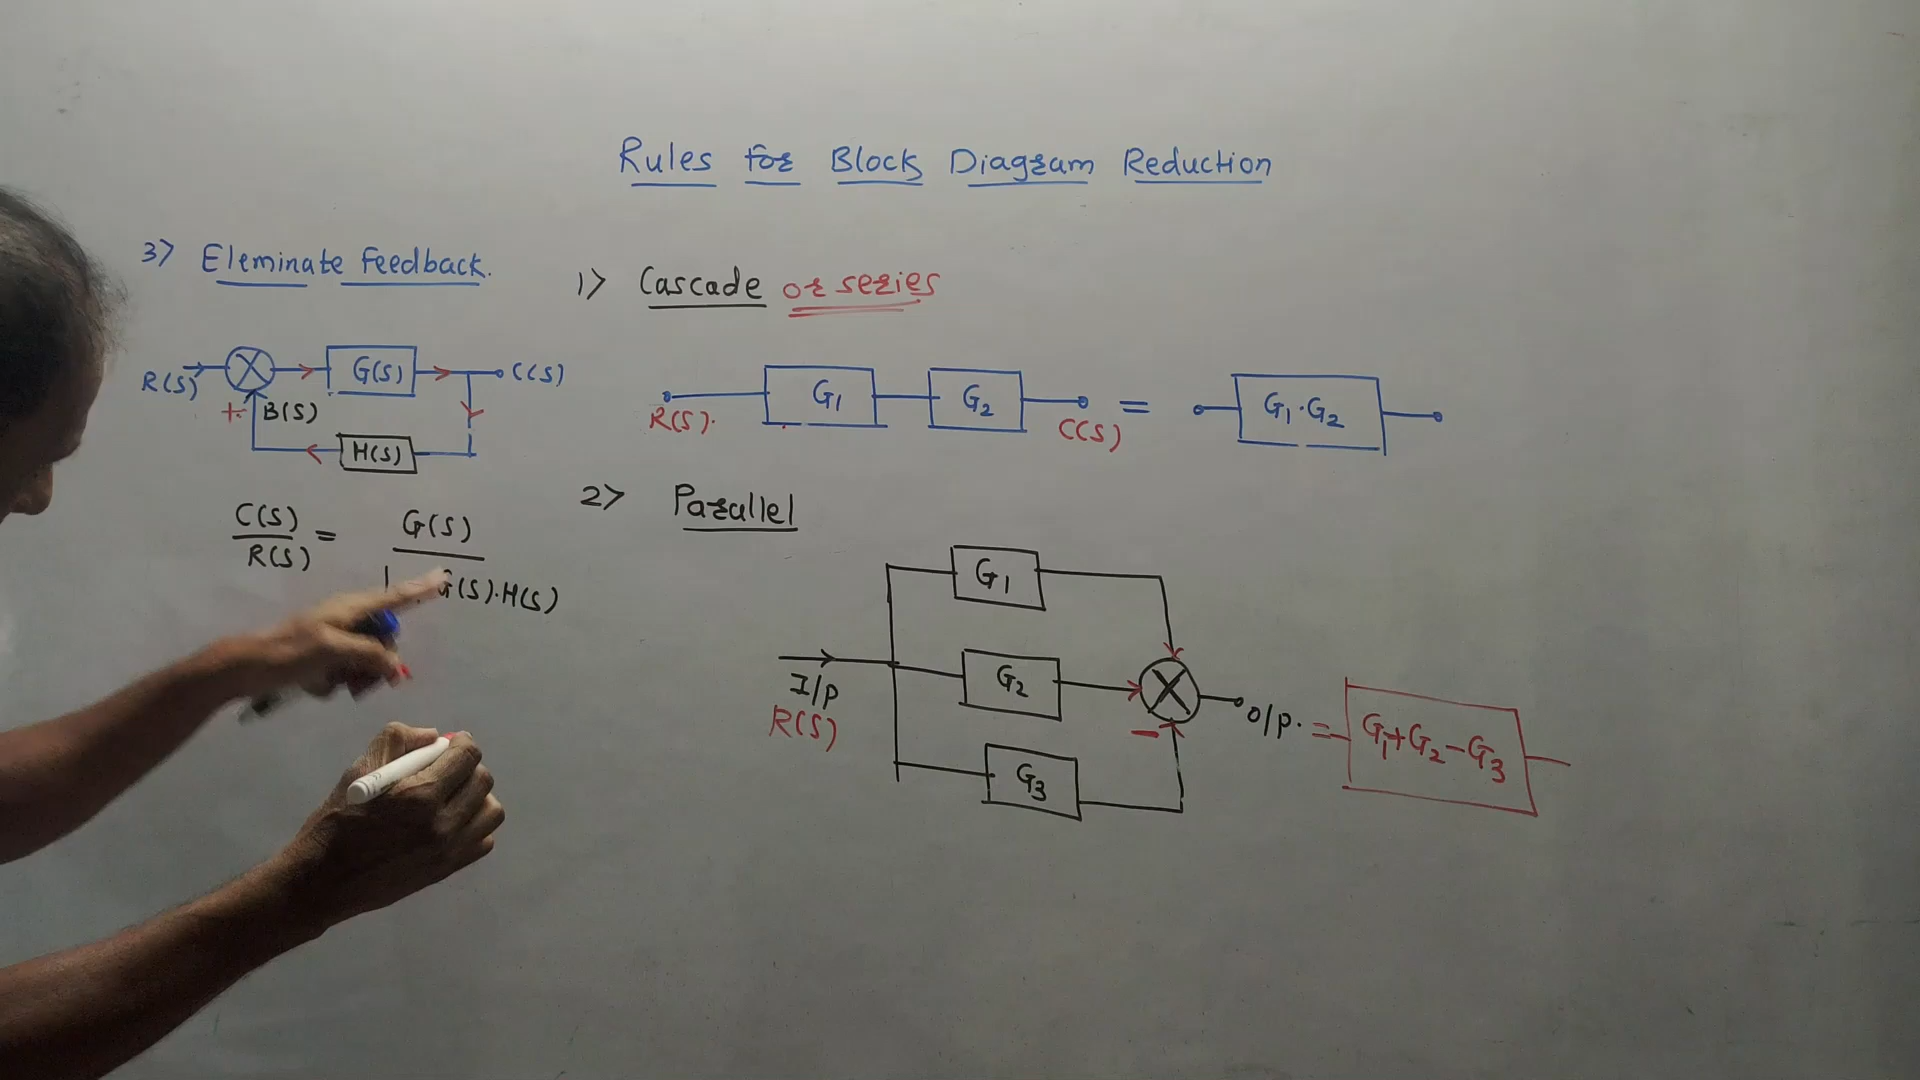 Rules for Block Diagram Reduction
3> Eleminate Feedback.
R(S)
G(S)
C(S)
+
B(S)
H(S)
C(S)/R(S) = G(S)/1 G(S).H(S)
1> Cascade or series
R(S).
G1
G2
C(S)
=
G1.G2
2> Parallel
G1
I/p
R(S)
G2
G3
-
O/p.
=
G1+G2-G3